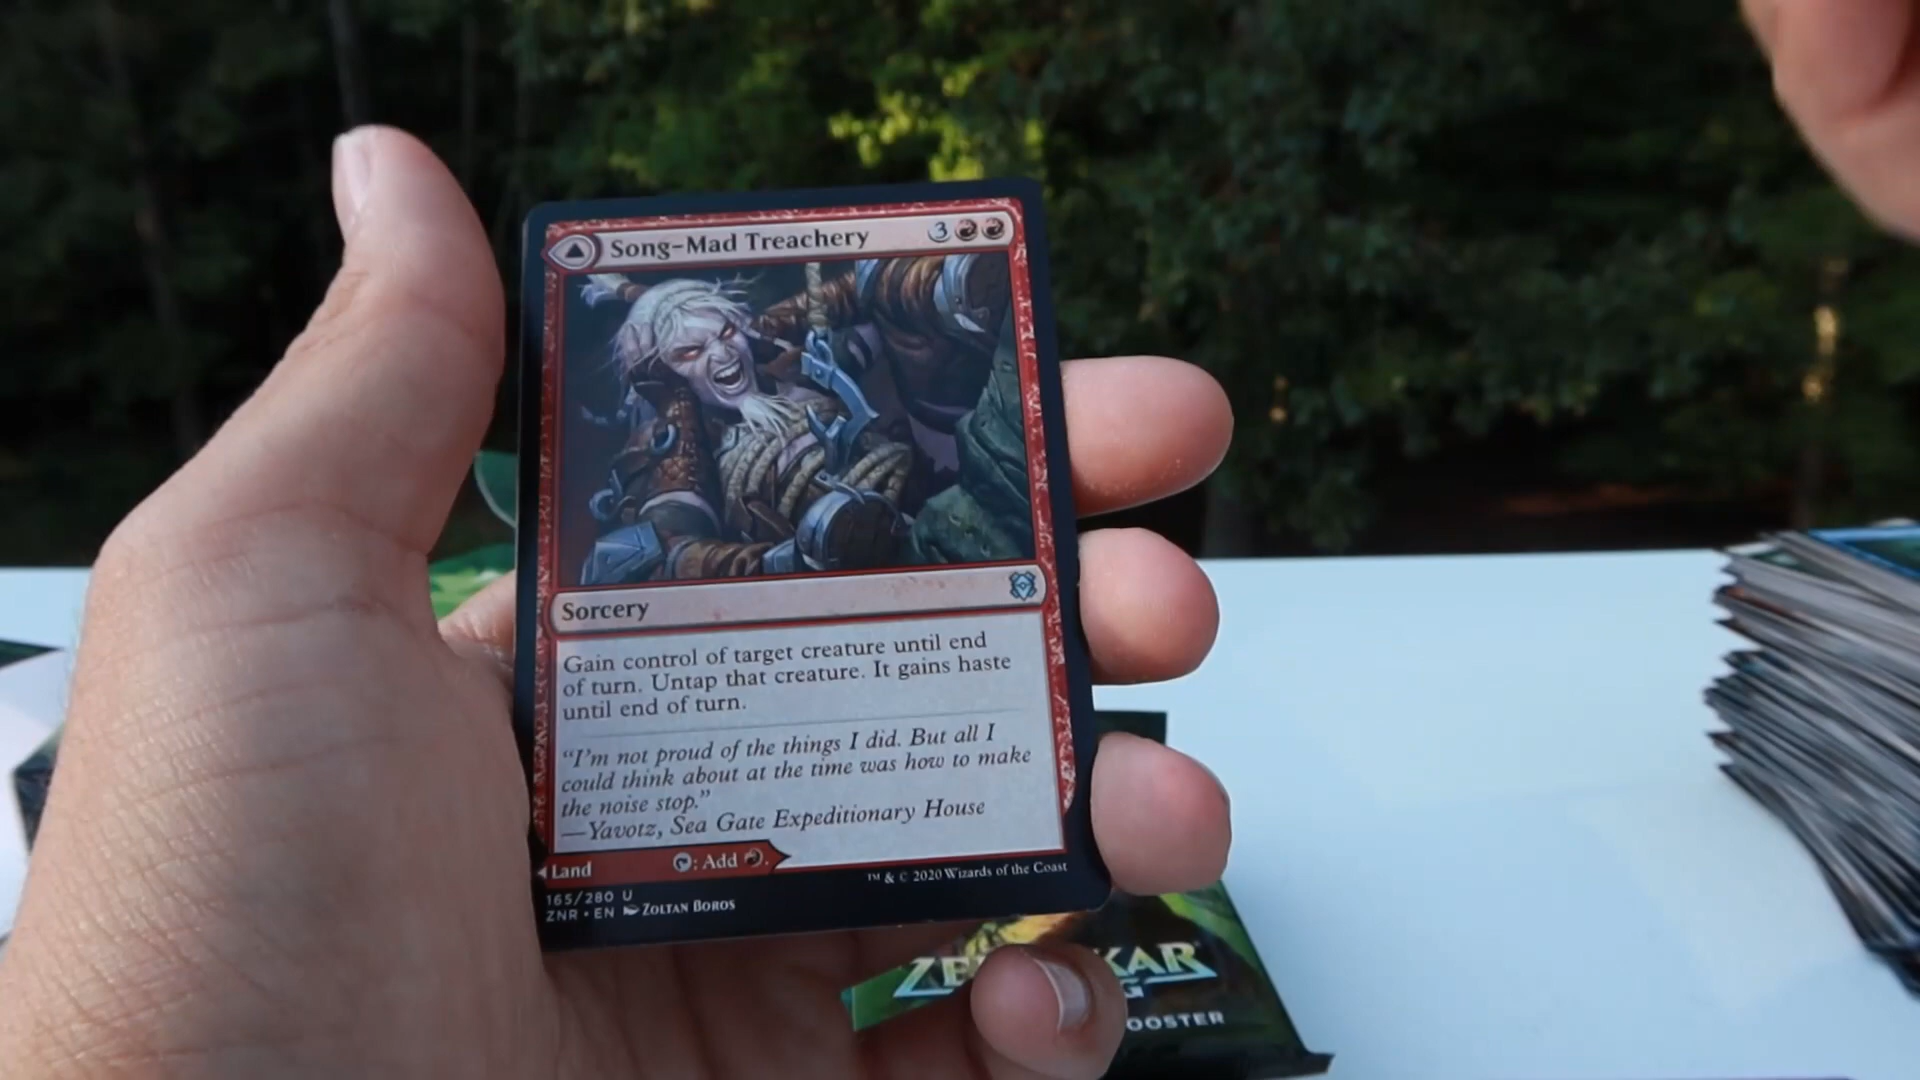 Song-Mad Treachery 3
Sorcery
Gain control of target creature until end
of turn. Untap that creature. It gains haste
until end of turn.
“I’m not proud of the things I did. But all I
could think about at the time was how to make
the noise stop.”
—Yavotz, Sea Gate Expeditionary House
Land : Add .
™ & © 2020 Wizards of the Coast
165/280 U
ZNR • EN Zoltan Boros